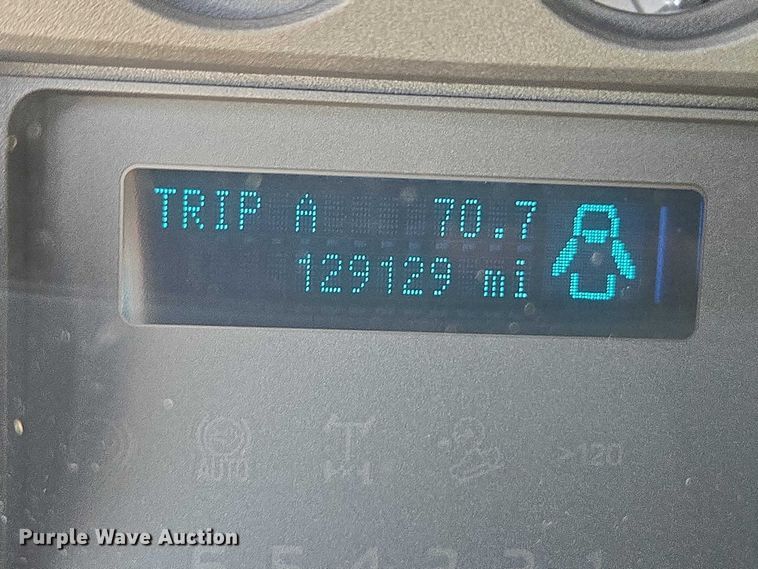 TRIP A 70.7
129129 mi
AUTO
>120
Purple Wave Auction